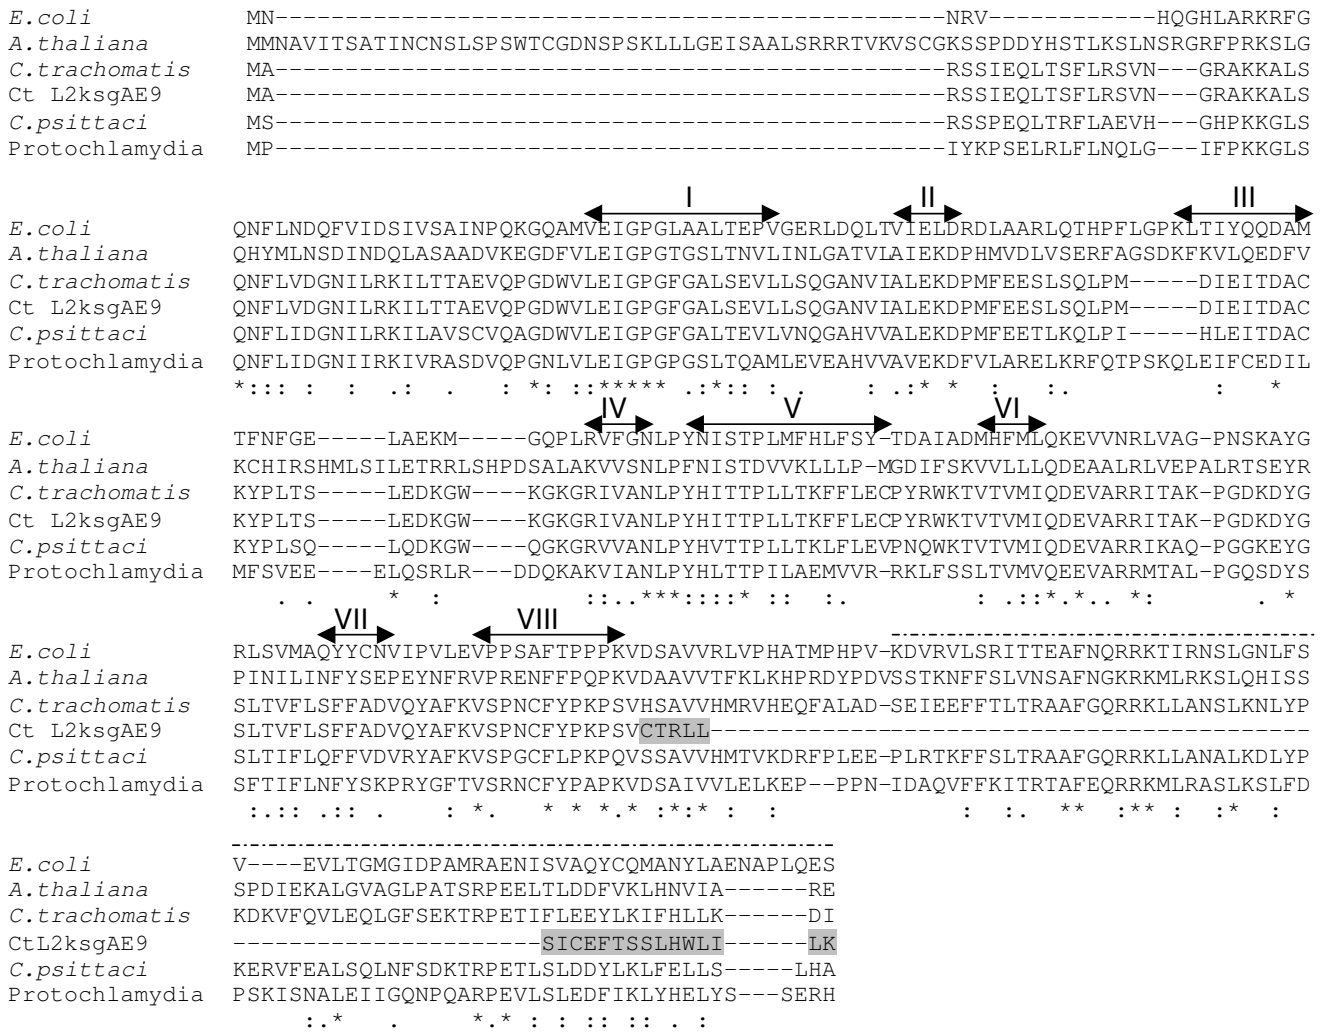 E.coli MN------------------------------------------------NRV------------HQGHLARKRFG
A.thaliana MMNAVITSATINCNSLSPSWTCGDNSPSKLLLGEISAALSRRRTVKVSCGKSSPDDYHSTLKSLNSRGRFPRKSLG
C.trachomatis MA------------------------------------------------RSSIEQLTSFLRSVN---GRAKKALS
Ct L2ksgAE9 MA------------------------------------------------RSSIEQLTSFLRSVN---GRAKKALS
C.psittaci MS------------------------------------------------RSSPEQLTRFLAEVH---GHPKKGLS
Protochlamydia MP------------------------------------------------IYKPSELRLFLNQLG---IFPKKGLS
I II III
E.coli QNFLNDQFVIDSIVSAINPQKGQAMVEIGPGLAALTEPVGERLDQLTVIELDRDLAARLQTHPFLGPKLTIYQQDAM
A.thaliana QHYMLNSDINDQLASAADVKEGDFVLEIGPGTGSLTNVLINLGATVLAIEKDPHMVDLVSERFAGSDKFKVLQEDFV
C.trachomatis QNFLVDGNILRKILTTAEVQPGDWVLEIGPGFGALSEVLLSQGANVIALEKDPMFEESLSQLPM-----DIEITDAC
Ct L2ksgAE9 QNFLVDGNILRKILTTAEVQPGDWVLEIGPGFGALSEVLLSQGANVIALEKDPMFEESLSQLPM-----DIEITDAC
C.psittaci QNFLIDGNILRKILAVSCVQAGDWVLEIGPGFGALTEVLVNQGAHVVALEKDPMFEETLKQLPI-----HLEITDAC
Protochlamydia QNFLIDGNIIRKIVRASDVQPGNLVLEIGPGPGSLTQAMLEVEAHVVAVEKDFVLARELKRFQTPSKQLEIFCEDIL
*::: :  :  .: .   : *: ::*****  .:*:: :  .      : .:* *  :   :.          :   *
IV V VI
E.coli TFNFGE-----LAEKM-----GQPLRVFGNLPYNISTPLMFHLFSY-TDAIADMHFMLQKEVVNRLVAG-PNSKAYG
A.thaliana KCHIRSHMLSILETRRLSHPDSALAKVVSNLPFNISTDVVKLLLP-MGDIFSKVVLLLQDEAALRLVEPALRTSEYR
C.trachomatis KYPLTS-----LEDKGW----KGKGRIVANLPYHITTPLLTKFFLECPYRWKTVTVMIQDEVARRITAK-PGDKDYG
Ct L2ksgAE9 KYPLTS-----LEDKGW----KGKGRIVANLPYHITTPLLTKFFLECPYRWKTVTVMIQDEVARRITAK-PGDKDYG
C.psittaci KYPLSQ-----LQDKGW----QGKGRVVANLPYHVTTPLLTKLFLEVPNQWKTVTVMIQDEVARRIKAQ-PGGKEYG
Protochlamydia MFSVEE----ELQSRLR---DDQKAKVIANLPYHLTTPILAEMVVR-RKLFSSLTVMVQEEVARRMTAL-PGQSDYS
. .     *  :          ::..***::::* ::  :.         : .::*.*.. *:       . *
VII VIII
E.coli RLSVMAQYYCNVIPVLEVPPSAFTPPPKVDSAVVRLVPHATMPHPV-KDVRVLSRITTEAFNQRRKTIRNSLGNLFS
A.thaliana PINILINFYSEPEYNFRVPRENFFPQPKVDAAVVTFKLKHPRDYPDVSSTKNFFSLVNSAFNGKRKMLRKSLQHISS
C.trachomatis SLTVFLSFFADVQYAFKVSPNCFYPKPSVHSAVVHMRVHEQFALAD-SEIEEFFTLTRAAFGQRRKLLANSLKNLYP
Ct L2ksgAE9 SLTVFLSFFADVQYAFKVSPNCFYPKPSVCTRLL-------------------------------------------
C.psittaci SLTIFLQFFVDVRYAFKVSPGCFLPKPQVSSAVVHMTVKDRFPLEE-PLRTKFFSLTRAAFGQRRKLLANALKDLYP
Protochlamydia SFTIFLNFYSKPRYGFTVSRNCFYPAPKVDSAIVVLELKEP--PPN-IDAQVFFKITRTAFEQRRKMLRASLKSLFD
:.:: .:: .    : *.   * * *.* :*:* :                  :  :.  **  :** : :*  :
E.coli V----EVLTGMGIDPAMRAENISVAQYCQMANYLAENAPLQES
A.thaliana SPDIEKALGVAGLPATSRPEELTLDDFVKLHNVIA------RE
C.trachomatis KDKVFQVLEQLGFSEKTRPETIFLEEYLKIFHLLK------DI
CtL2ksgAE9 ----------------------SICEFTSSLHWLI------LK
C.psittaci KERVFEALSQLNFSDKTRPETLSLDDYLKLFELLS-----LHA
Protochlamydia PSKISNALEIIGQNPQARPEVLSLEDFIKLYHELYS---SERH
:.*   .     *.* : : :: :: . :